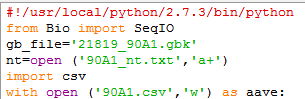 #!/usr/local/python/2.7.3/bin/python
from Bio import SeqIO
gb_file='21819_90A1.gbk'
nt=open ('90A1_nt.txt','a+')
import csv
with open ('90A1.csv','w') as aave: